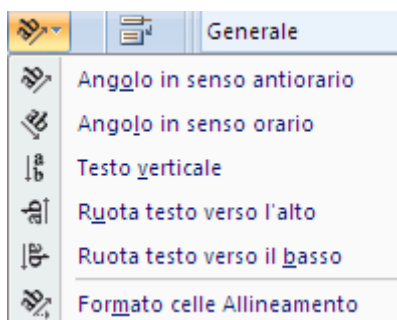 Generale
Angolo in senso antiorario
Angolo in senso orario
Testo verticale
Ruota testo verso l'alto
Ruota testo verso il basso
Formato celle Allineamento